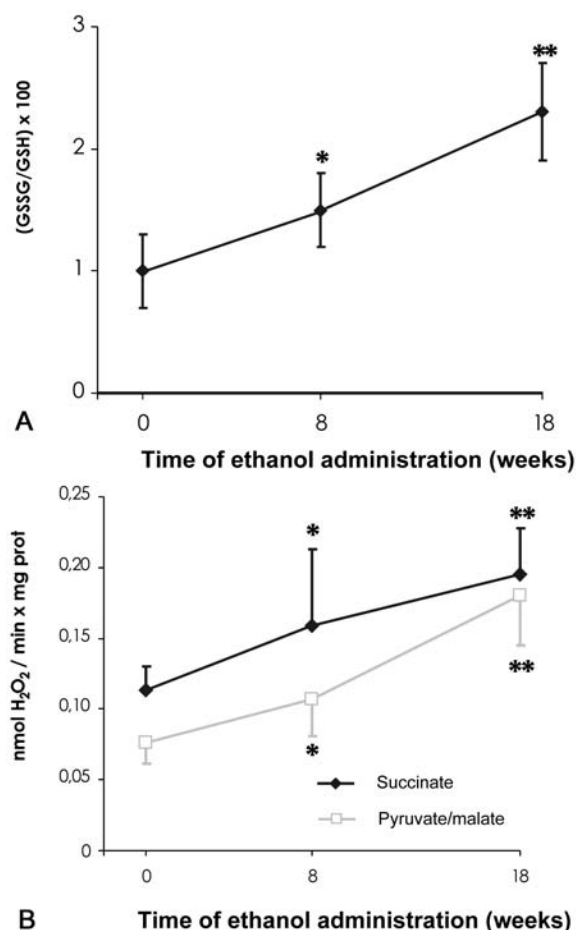 3
**
2
*
(GSSG/GSH) x 100
1
0
0 8 18
A
Time of ethanol administration (weeks)
0,25
**
*
0,20
0,15
nmol H₂O₂ / min x mg prot
**
0,10
*
Succinate
0,05
Pyruvate/malate
0
0 8 18
B
Time of ethanol administration (weeks)